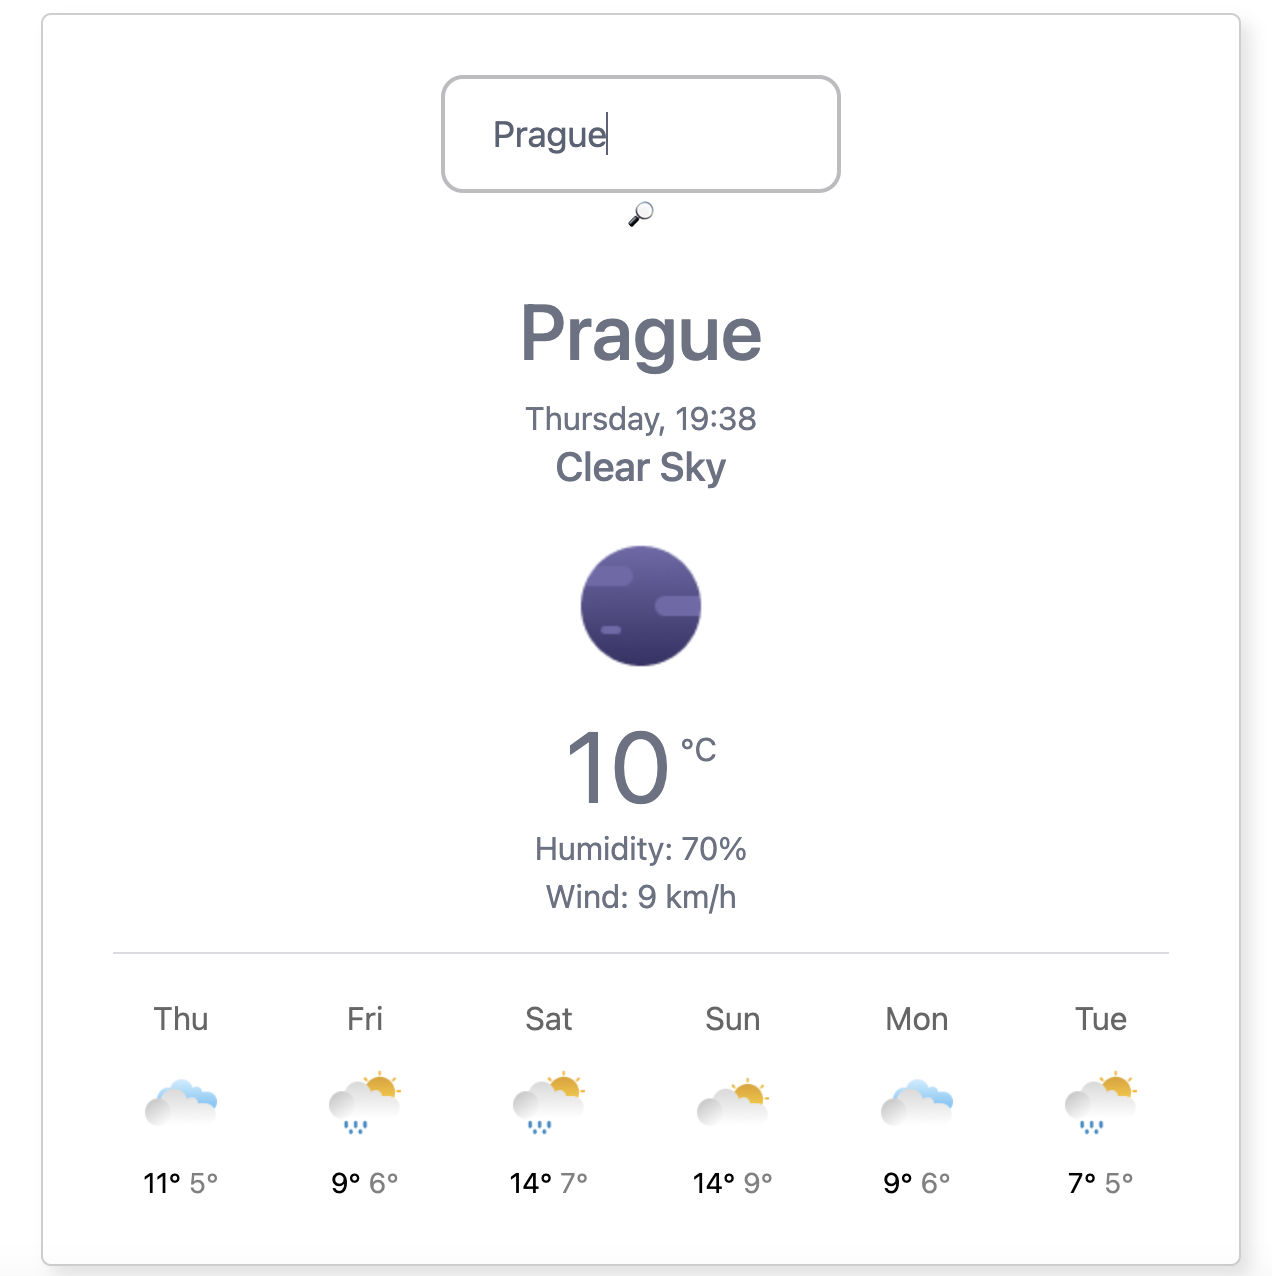 Prague
Prague
Thursday, 19:38
Clear Sky
10 °C
Humidity: 70%
Wind: 9 km/h
Thu Fri Sat Sun Mon Tue
11° 5° 9° 6° 14° 7° 14° 9° 9° 6° 7° 5°